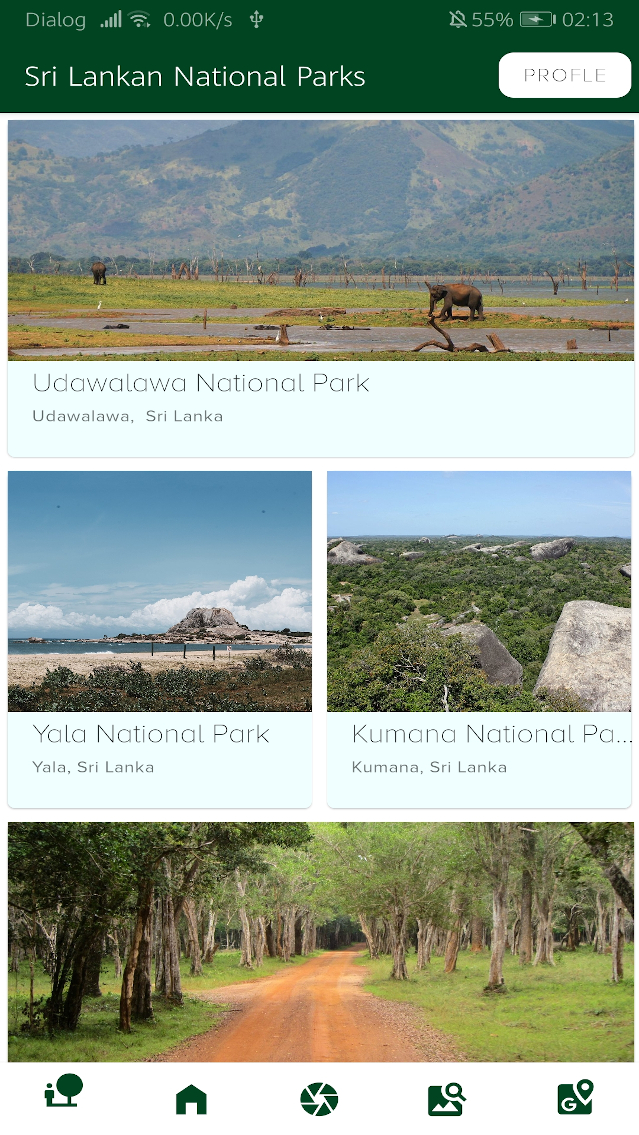 Dialog 0.00K/s 55% 02:13
Sri Lankan National Parks
PROFLE
Udawalawa National Park
Udawalawa, Sri Lanka
Yala National Park
Yala, Sri Lanka
Kumana National Pa...
Kumana, Sri Lanka
G